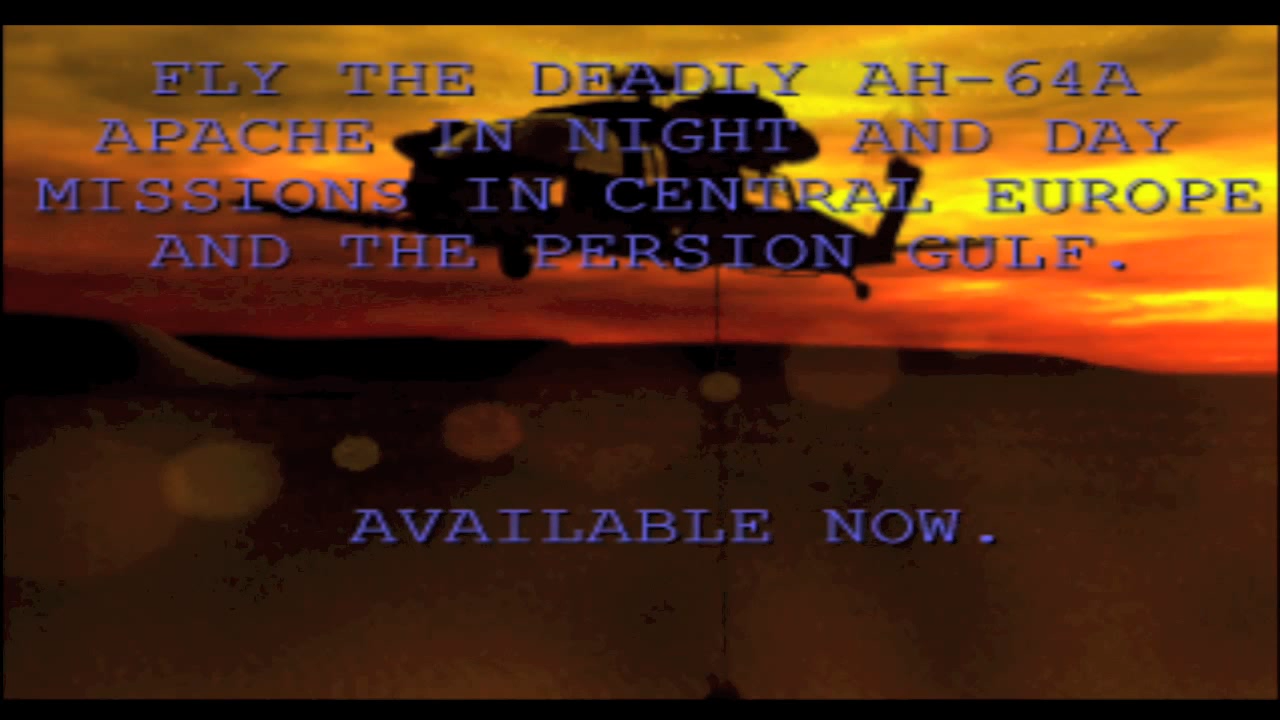 FLY THE DEADLY AH-64A
APACHE IN NIGHT AND DAY
MISSIONS IN CENTRAL EUROPE
AND THE PERSION GULF.
AVAILABLE NOW.